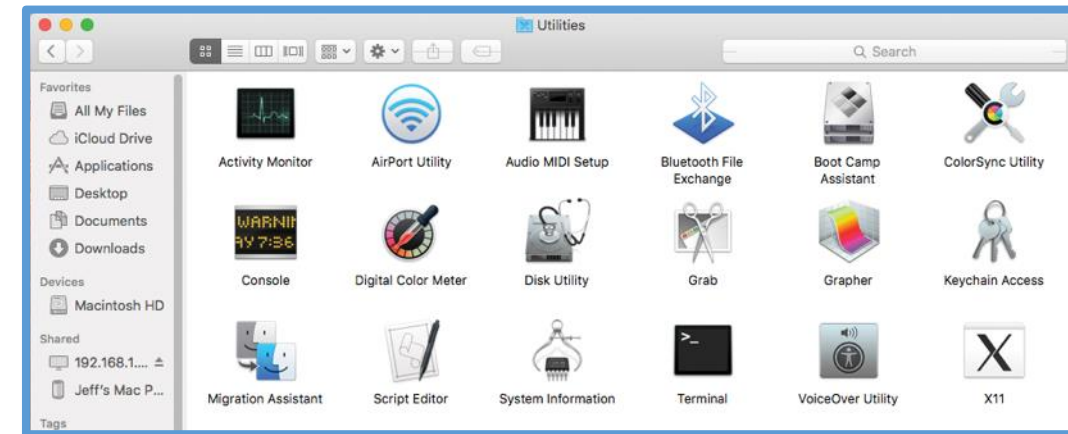 Utilities
Search
Favorites
All My Files
iCloud Drive
Applications
Desktop
Documents
Downloads
Devices
Macintosh HD
Shared
192.168.1....
Jeff's Mac P...
Tags
Activity Monitor
AirPort Utility
Audio MIDI Setup
Bluetooth File
Exchange
Boot Camp
Assistant
ColorSync Utility
WARNIN
AY 7:36
Console
Digital Color Meter
Disk Utility
Grab
Grapher
Keychain Access
Migration Assistant
Script Editor
System Information
>_
Terminal
VoiceOver Utility
X
X11